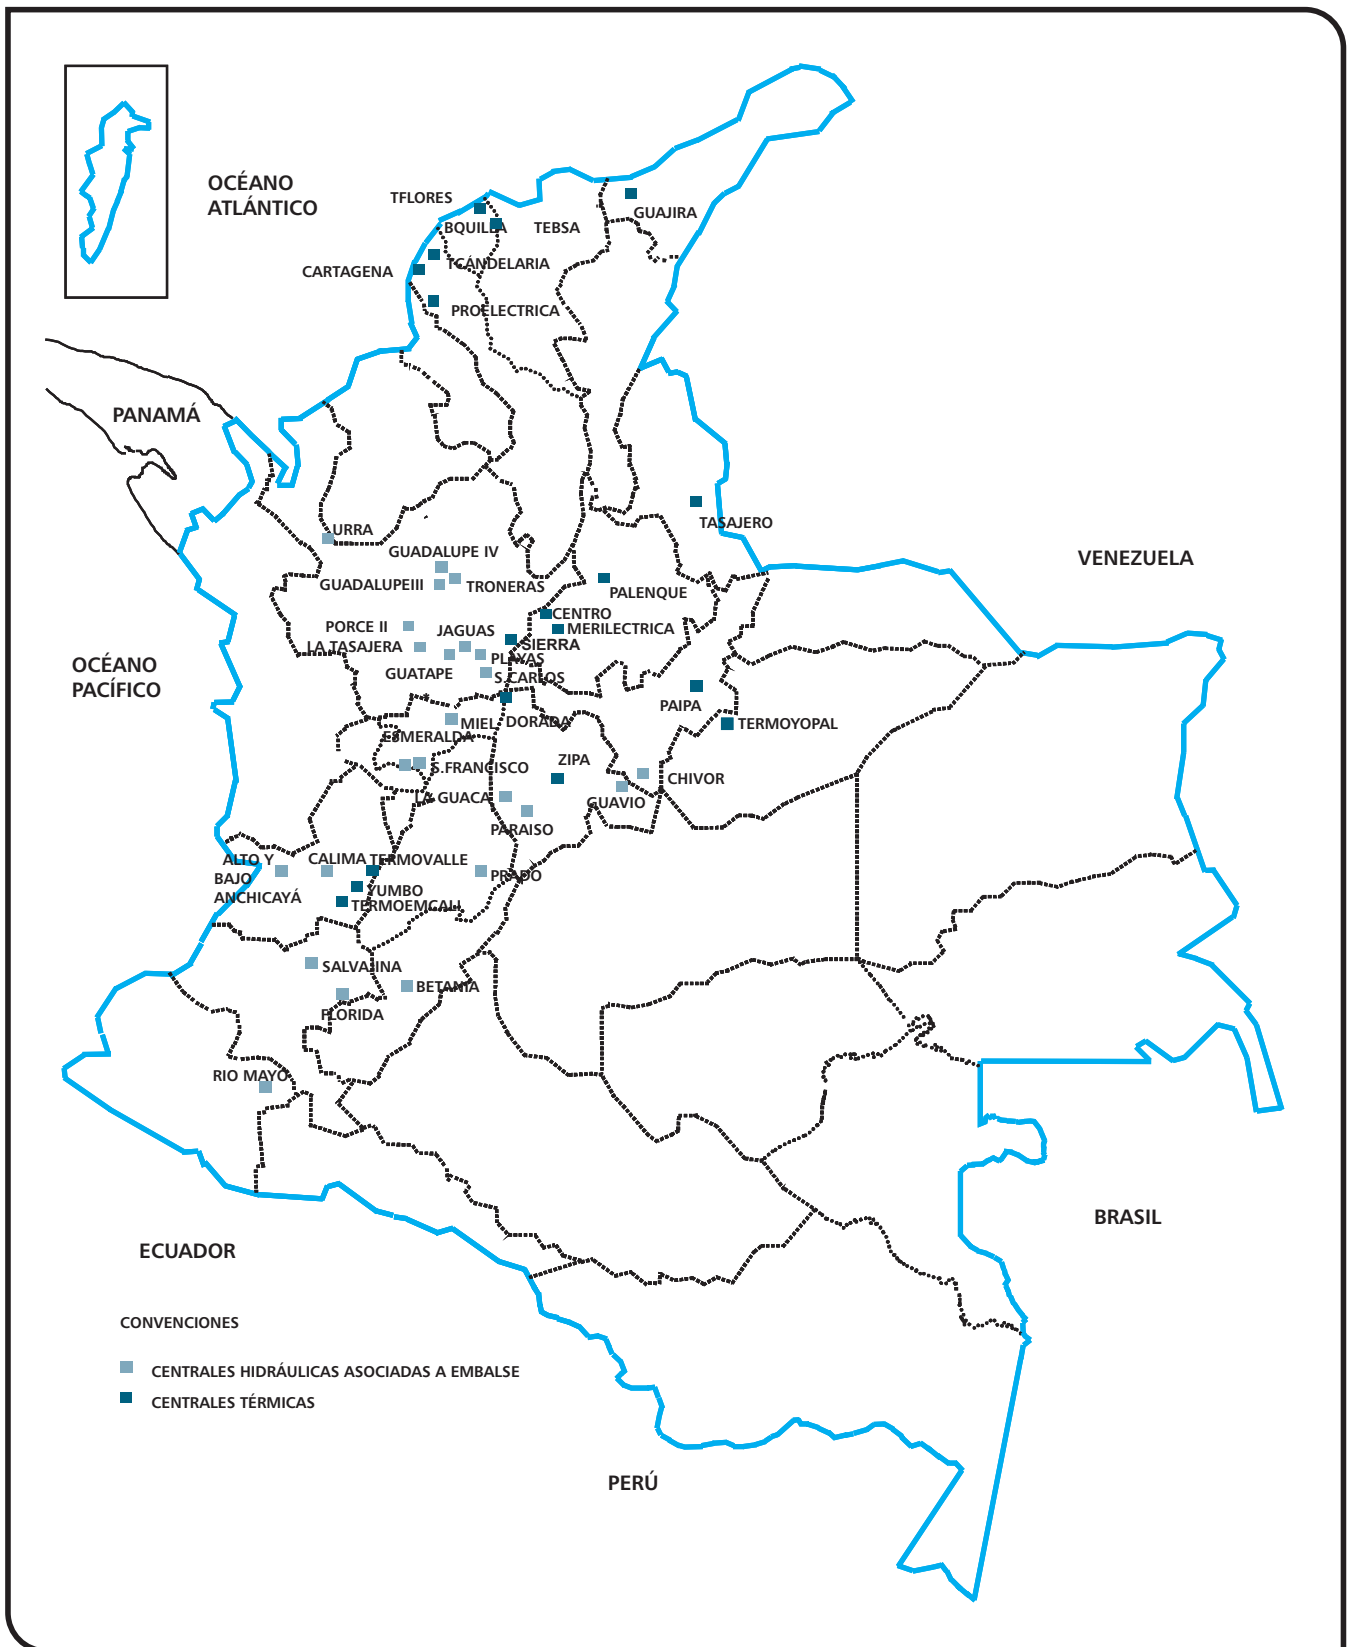 OCÉANO
ATLÁNTICO
TFLORES
BQUILLA
TEBSA
GUAJIRA
CARTAGENA
TCANDELARIA
PROELECTRICA
PANAMÁ
URRA
TASAJERO
GUADALUPE IV
VENEZUELA
GUADALUPEIII
TRONERAS
PALENQUE
CENTRO
PORCE II
JAGUAS
MERILECTRICA
LA TASAJERA
SIERRA
PLAYAS
OCÉANO
PACÍFICO
GUATAPE
S.CARLOS
PAIPA
MIEL
DORADA
TERMOYOPAL
ESMERALDA
ZIPA
S.FRANCISCO
CHIVOR
LA GUACA
GUAVIO
PARAISO
ALTO Y
BAJO
ANCHICAYÁ
CALIMA
TERMOVALLE
PRADO
YUMBO
TERMOEMCALI
SALVAJINA
BETANIA
FLORIDA
RIO MAYO
BRASIL
ECUADOR
CONVENCIONES
CENTRALES HIDRÁULICAS ASOCIADAS A EMBALSE
CENTRALES TÉRMICAS
PERÚ